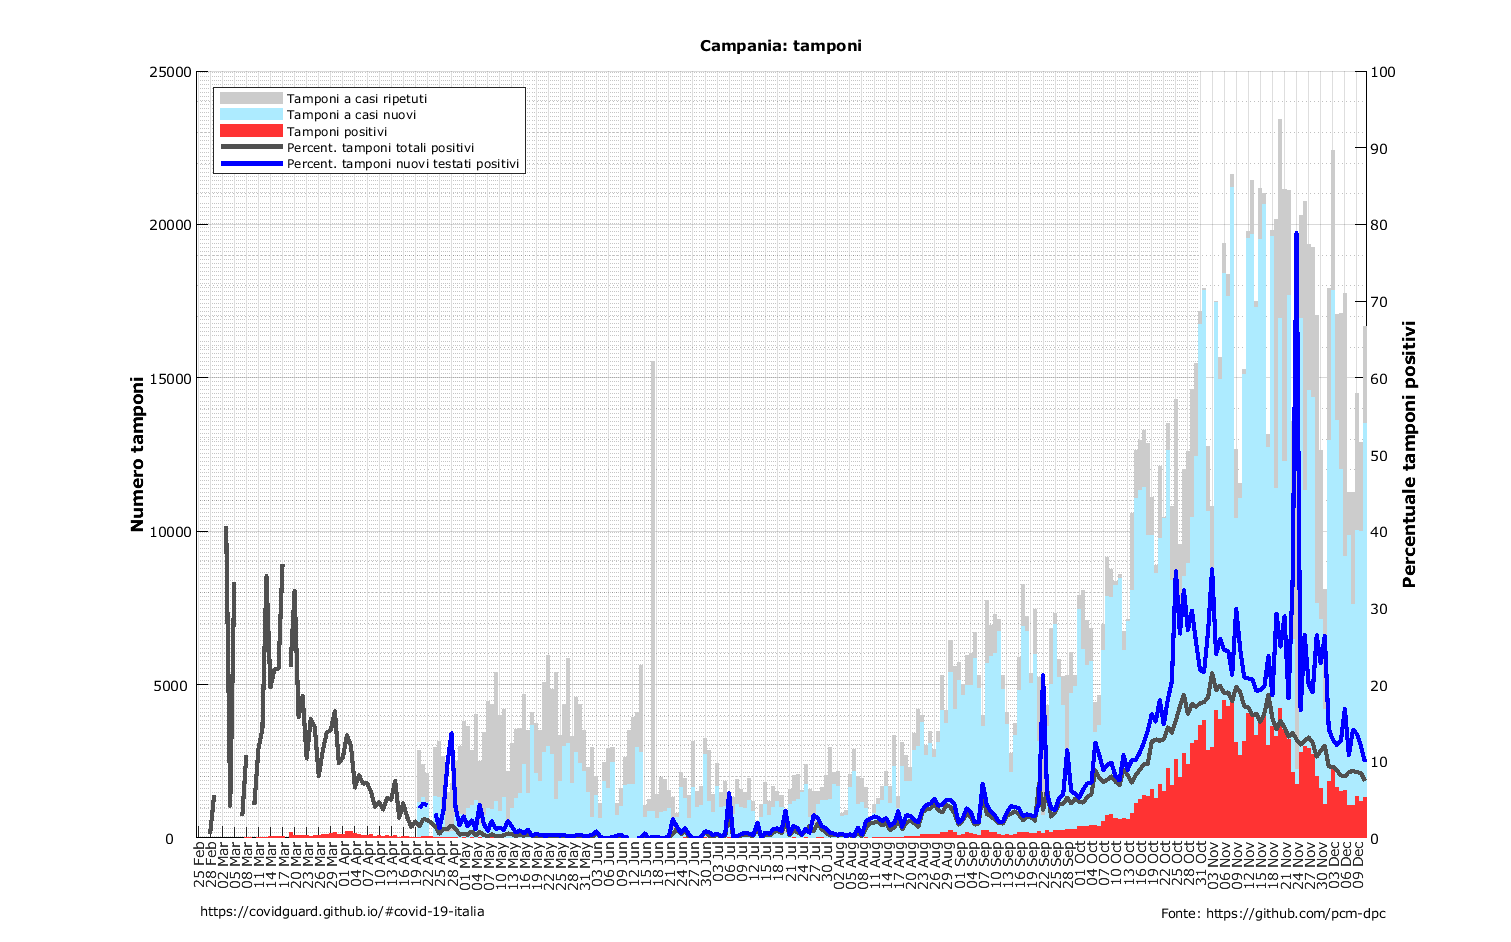 Campania: tamponi
25000
20000
15000
10000
5000
0
Numero tamponi
Tamponi a casi ripetuti
Tamponi a casi nuovi
Tamponi positivi
Percent. tamponi totali positivi
Percent. tamponi nuovi testati positivi
100
90
80
70
60
50
40
30
20
10
0
Percentuale tamponi positivi
25 Feb
28 Feb
02 Mar
05 Mar
08 Mar
11 Mar
14 Mar
17 Mar
20 Mar
23 Mar
26 Mar
29 Mar
01 Apr
04 Apr
07 Apr
10 Apr
13 Apr
16 Apr
19 Apr
22 Apr
25 Apr
28 Apr
01 May
04 May
07 May
10 May
13 May
16 May
19 May
22 May
25 May
28 May
31 May
03 Jun
06 Jun
09 Jun
12 Jun
15 Jun
18 Jun
21 Jun
24 Jun
27 Jun
30 Jun
03 Jul
06 Jul
09 Jul
12 Jul
15 Jul
18 Jul
21 Jul
24 Jul
27 Jul
30 Jul
02 Aug
05 Aug
08 Aug
11 Aug
14 Aug
17 Aug
20 Aug
23 Aug
26 Aug
29 Aug
01 Sep
04 Sep
07 Sep
10 Sep
13 Sep
16 Sep
19 Sep
22 Sep
25 Sep
28 Sep
01 Oct
04 Oct
07 Oct
10 Oct
13 Oct
16 Oct
19 Oct
22 Oct
25 Oct
28 Oct
31 Oct
03 Nov
06 Nov
09 Nov
12 Nov
15 Nov
18 Nov
21 Nov
24 Nov
27 Nov
30 Nov
03 Dec
06 Dec
09 Dec
https://covidguard.github.io/#covid-19-italia
Fonte: https://github.com/pcm-dpc